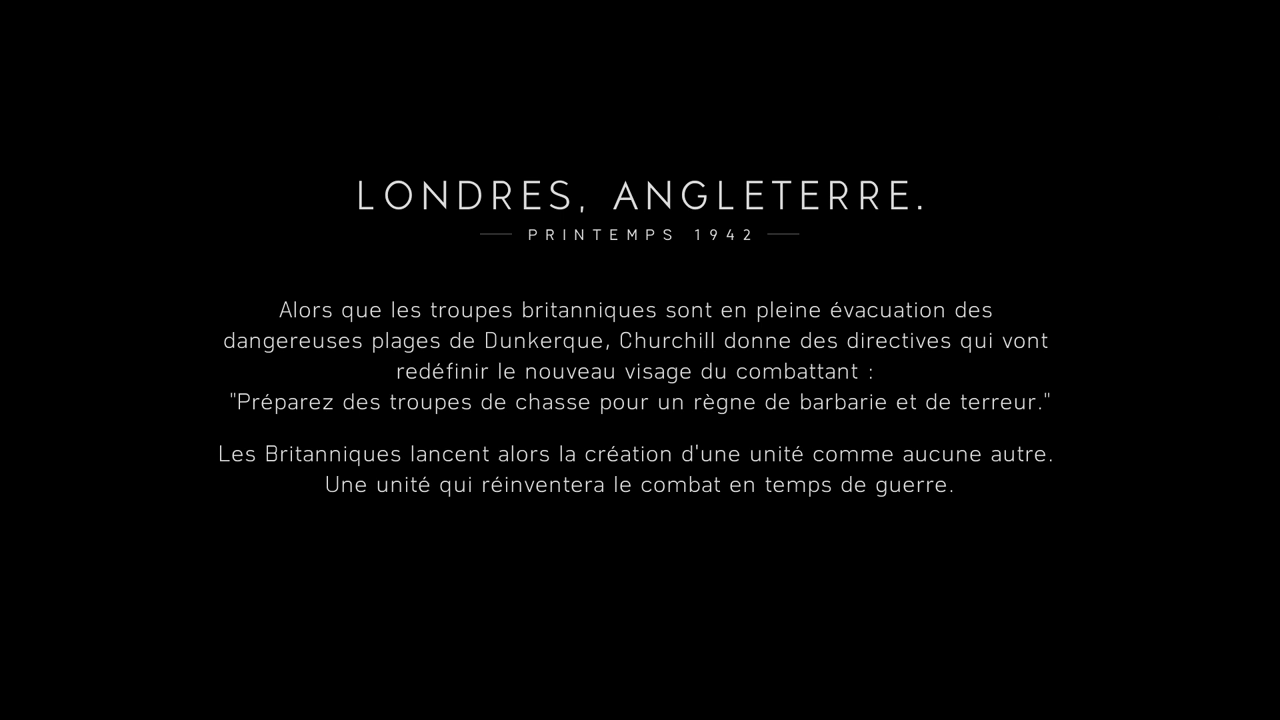 LONDRES, ANGLETERRE.
PRINTEMPS 1942
Alors que les troupes britanniques sont en pleine évacuation des
dangereuses plages de Dunkerque, Churchill donne des directives qui vont
redéfinir le nouveau visage du combattant :
"Préparez des troupes de chasse pour un règne de barbarie et de terreur."
Les Britanniques lancent alors la création d'une unité comme aucune autre.
Une unité qui réinventera le combat en temps de guerre.